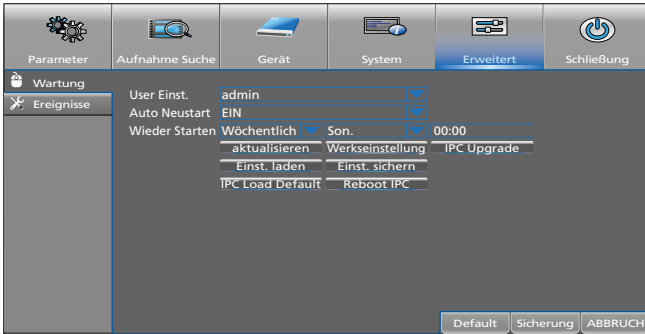 Parameter Aufnahme Suche Gerät System Erweitert Schließung
Wartung
Ereignisse
User Einst. admin
Auto Neustart EIN
Wieder Starten Wöchentlich Son. 00:00
aktualisieren Werkseinstellung IPC Upgrade
Einst. laden Einst. sichern
IPC Load Default Reboot IPC
Default Sicherung ABBRUCH